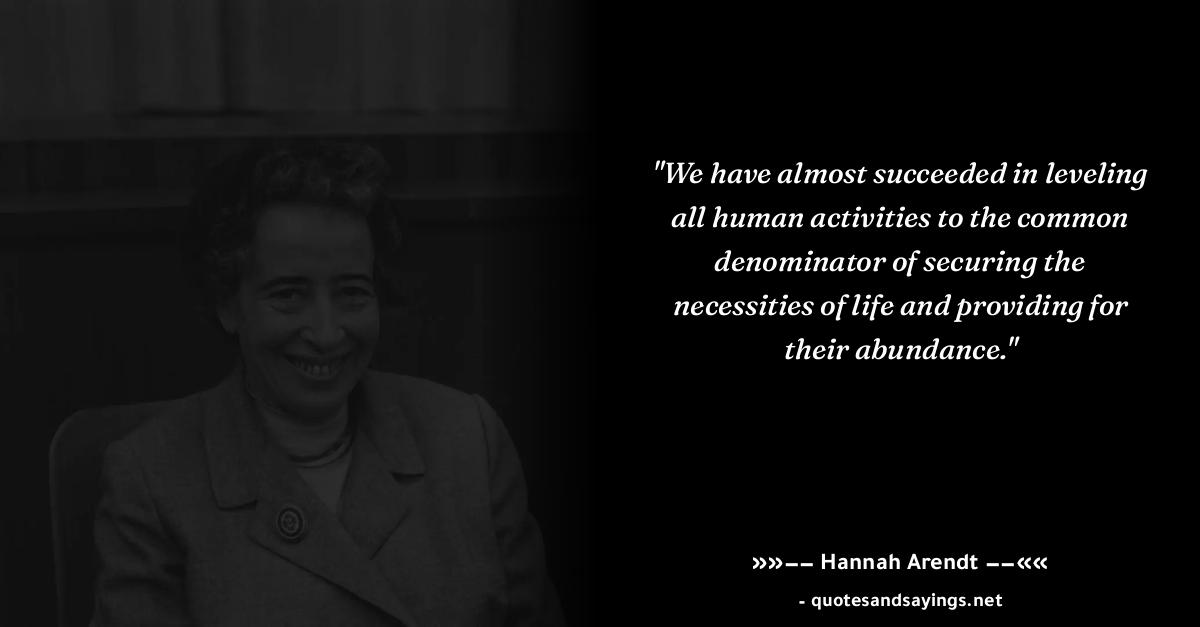 "We have almost succeeded in leveling
all human activities to the common
denominator of securing the
necessities of life and providing for
their abundance."
»»–– Hannah Arendt ––««
- quotesandsayings.net